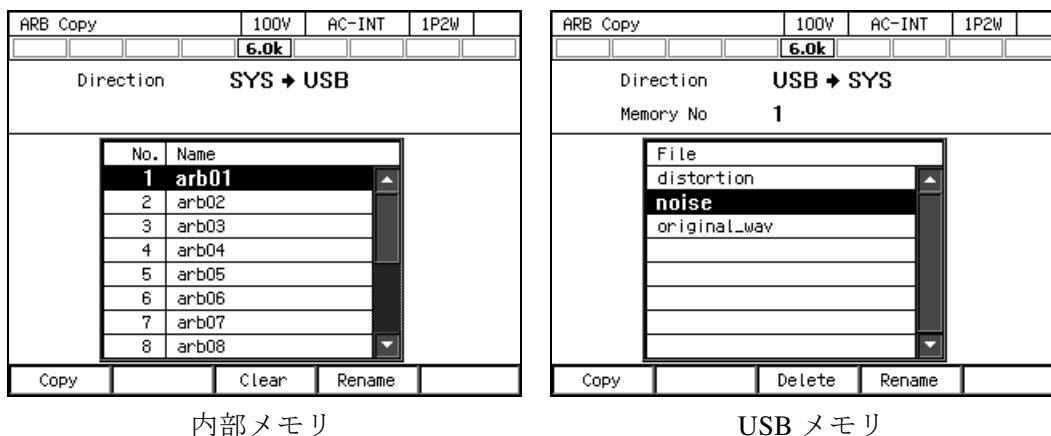 ARB Copy 100V AC-INT 1P2W
6.0k
Direction SYS → USB
No. Name
1 arb01
2 arb02
3 arb03
4 arb04
5 arb05
6 arb06
7 arb07
8 arb08
Copy Clear Rename
内部メモリ
ARB Copy 100V AC-INT 1P2W
6.0k
Direction USB → SYS
Memory No 1
File
distortion
noise
original_wav
Copy Delete Rename
USB メモリ